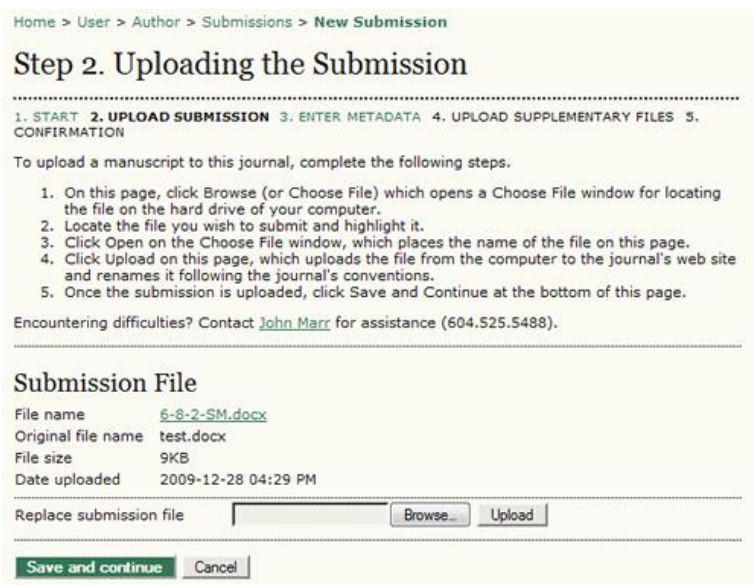 Home > User > Author > Submissions > New Submission
Step 2. Uploading the Submission
1. START 2. UPLOAD SUBMISSION 3. ENTER METADATA 4. UPLOAD SUPPLEMENTARY FILES 5.
CONFIRMATION
To upload a manuscript to this journal, complete the following steps.
1. On this page, click Browse (or Choose File) which opens a Choose File window for locating
the file on the hard drive of your computer.
2. Locate the file you wish to submit and highlight it.
3. Click Open on the Choose File window, which places the name of the file on this page.
4. Click Upload on this page, which uploads the file from the computer to the journal's web site
and renames it following the journal's conventions.
5. Once the submission is uploaded, click Save and Continue at the bottom of this page.
Encountering difficulties? Contact John Marr for assistance (604.525.5488).
Submission File
File name 6-8-2-SM.docx
Original file name test.docx
File size 9KB
Date uploaded 2009-12-28 04:29 PM
Replace submission file Browse... Upload
Save and continue Cancel